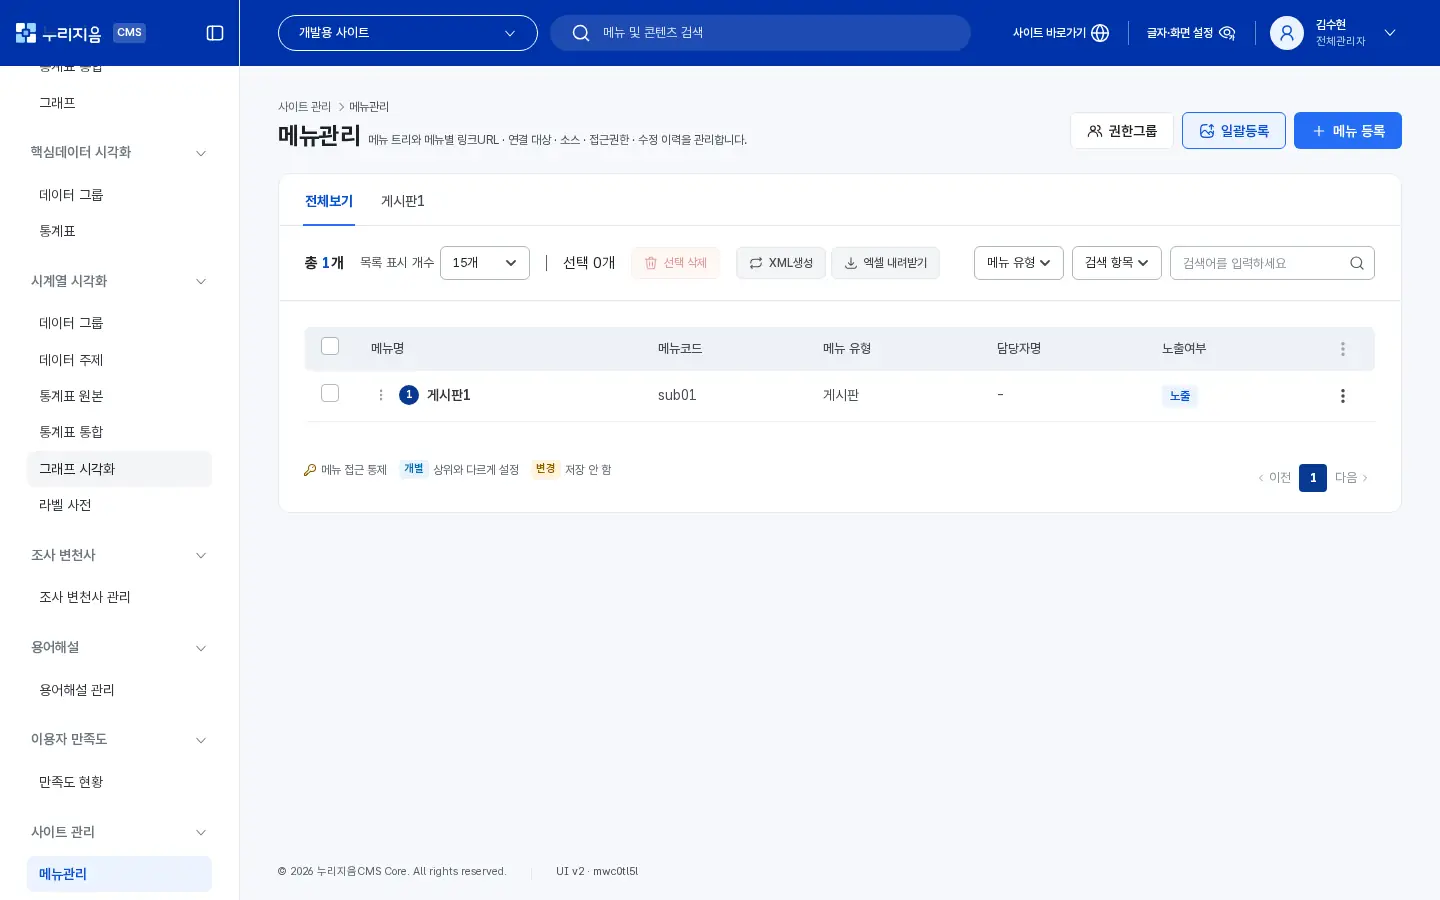 누리지음 CMS
개발용 사이트
메뉴 및 콘텐츠 검색
사이트 바로가기
글자·화면 설정
김수현
전체관리자
통계표 통합
그래프
핵심데이터 시각화
데이터 그룹
통계표
시계열 시각화
데이터 그룹
데이터 주제
통계표 원본
통계표 통합
그래프 시각화
라벨 사전
조사 변천사
조사 변천사 관리
용어해설
용어해설 관리
이용자 만족도
만족도 현황
사이트 관리
메뉴관리
사이트 관리 > 메뉴관리
메뉴관리 메뉴 트리와 메뉴별 링크URL · 연결 대상 · 소스 · 접근권한 · 수정 이력을 관리합니다.
권한그룹
일괄등록
메뉴 등록
전체보기 게시판1
총 1개 목록 표시 개수 15개 선택 0개 선택 삭제 XML생성 엑셀 내려받기 메뉴 유형 검색 항목 검색어를 입력하세요
메뉴명 메뉴코드 메뉴 유형 담당자명 노출여부
1 게시판1 sub01 게시판 - 노출
메뉴 접근 통제 개별 상위와 다르게 설정 변경 저장 안 함
이전 1 다음
© 2026 누리지음CMS Core. All rights reserved. UI v2 · mwc0tl5l